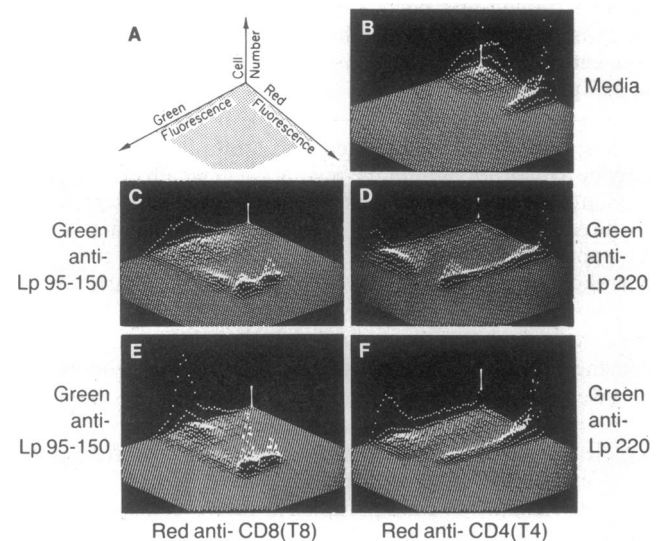 A
Cell
Number
Green
Fluorescence
Red
Fluorescence
B
Media
C
Green
anti-
Lp 95-150
D
Green
anti-
Lp 220
E
Green
anti-
Lp 95-150
F
Green
anti-
Lp 220
Red anti- CD8(T8)
Red anti- CD4(T4)